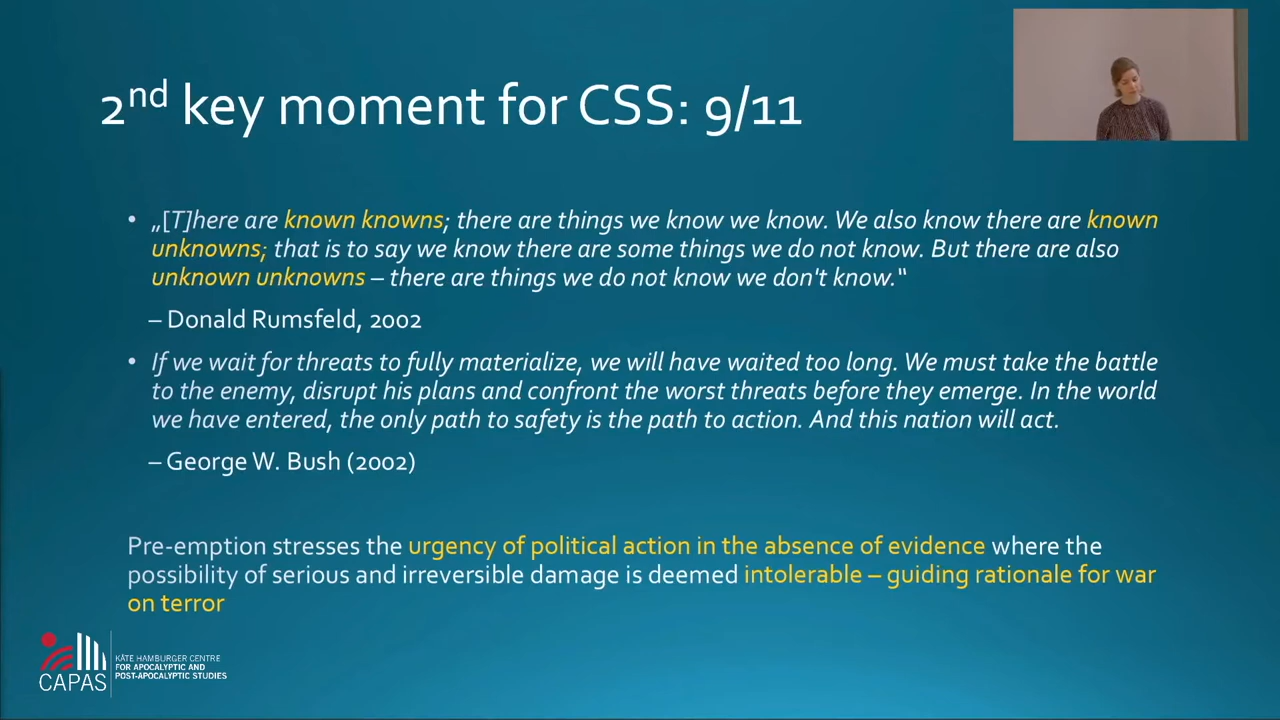 2nd key moment for CSS: 9/11
• „[T]here are known knowns; there are things we know we know. We also know there are known
unknowns; that is to say we know there are some things we do not know. But there are also
unknown unknowns – there are things we do not know we don't know.“
– Donald Rumsfeld, 2002
• If we wait for threats to fully materialize, we will have waited too long. We must take the battle
to the enemy, disrupt his plans and confront the worst threats before they emerge. In the world
we have entered, the only path to safety is the path to action. And this nation will act.
– George W. Bush (2002)
Pre-emption stresses the urgency of political action in the absence of evidence where the
possibility of serious and irreversible damage is deemed intolerable – guiding rationale for war
on terror
CAPAS
KÄTE HAMBURGER CENTRE
FOR APOCALYPTIC AND
POST-APOCALYPTIC STUDIES